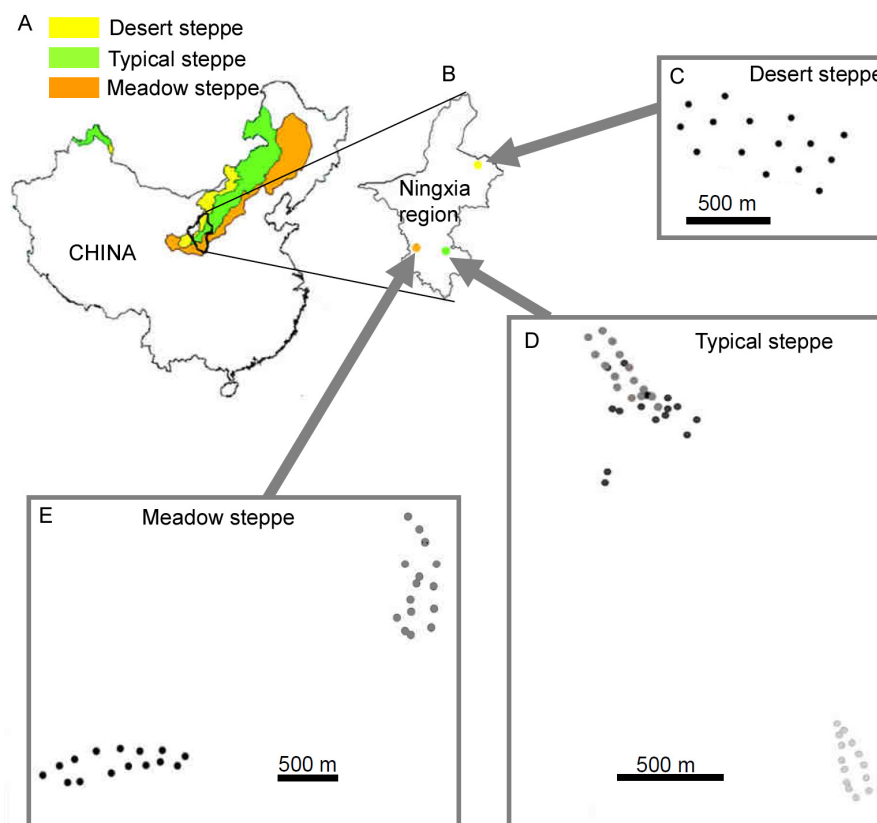 A
Desert steppe
Typical steppe
Meadow steppe
B
C
Desert steppe
500 m
Ningxia
region
CHINA
D
Typical steppe
500 m
E
Meadow steppe
500 m